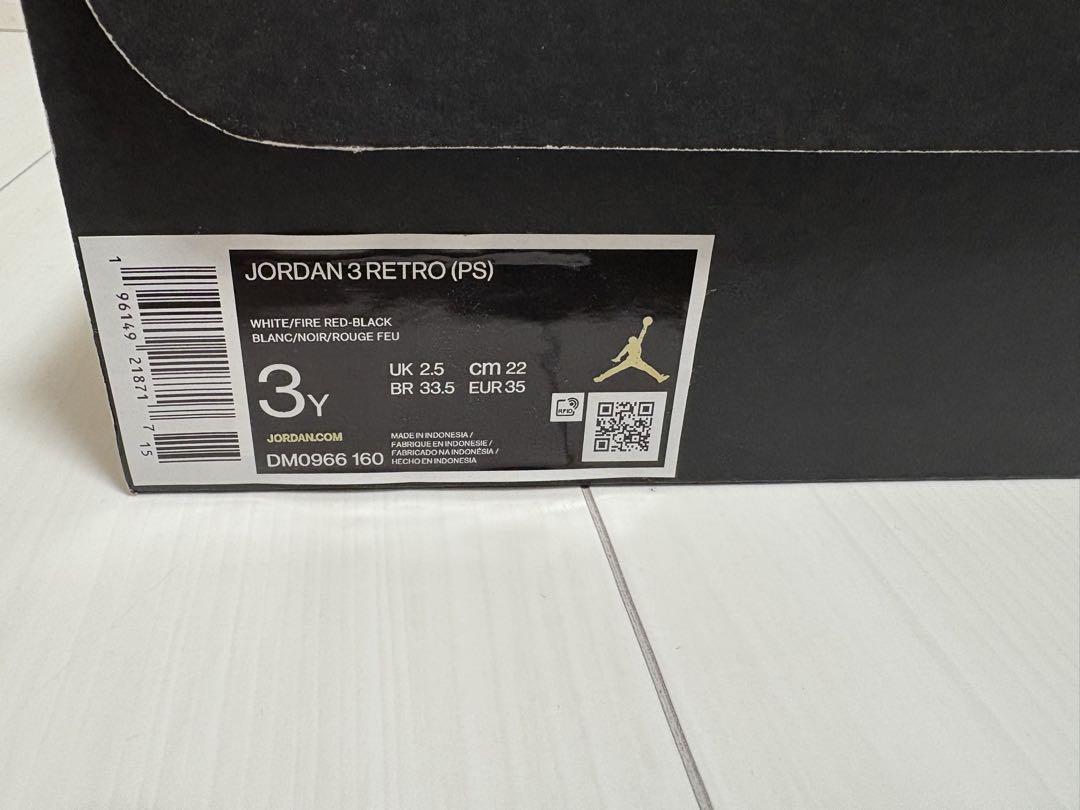 JORDAN 3 RETRO (PS)
WHITE/FIRE RED-BLACK
BLANC/NOIR/ROUGE FEU
3Y
UK 2.5 cm 22
BR 33.5 EUR 35
JORDAN.COM
DM0966 160
MADE IN INDONESIA /
FABRIQUE EN INDONESIE /
FABRICADO NA INDONÉSIA /
HECHO EN INDONESIA
RFID
1 96149 21871 7 15